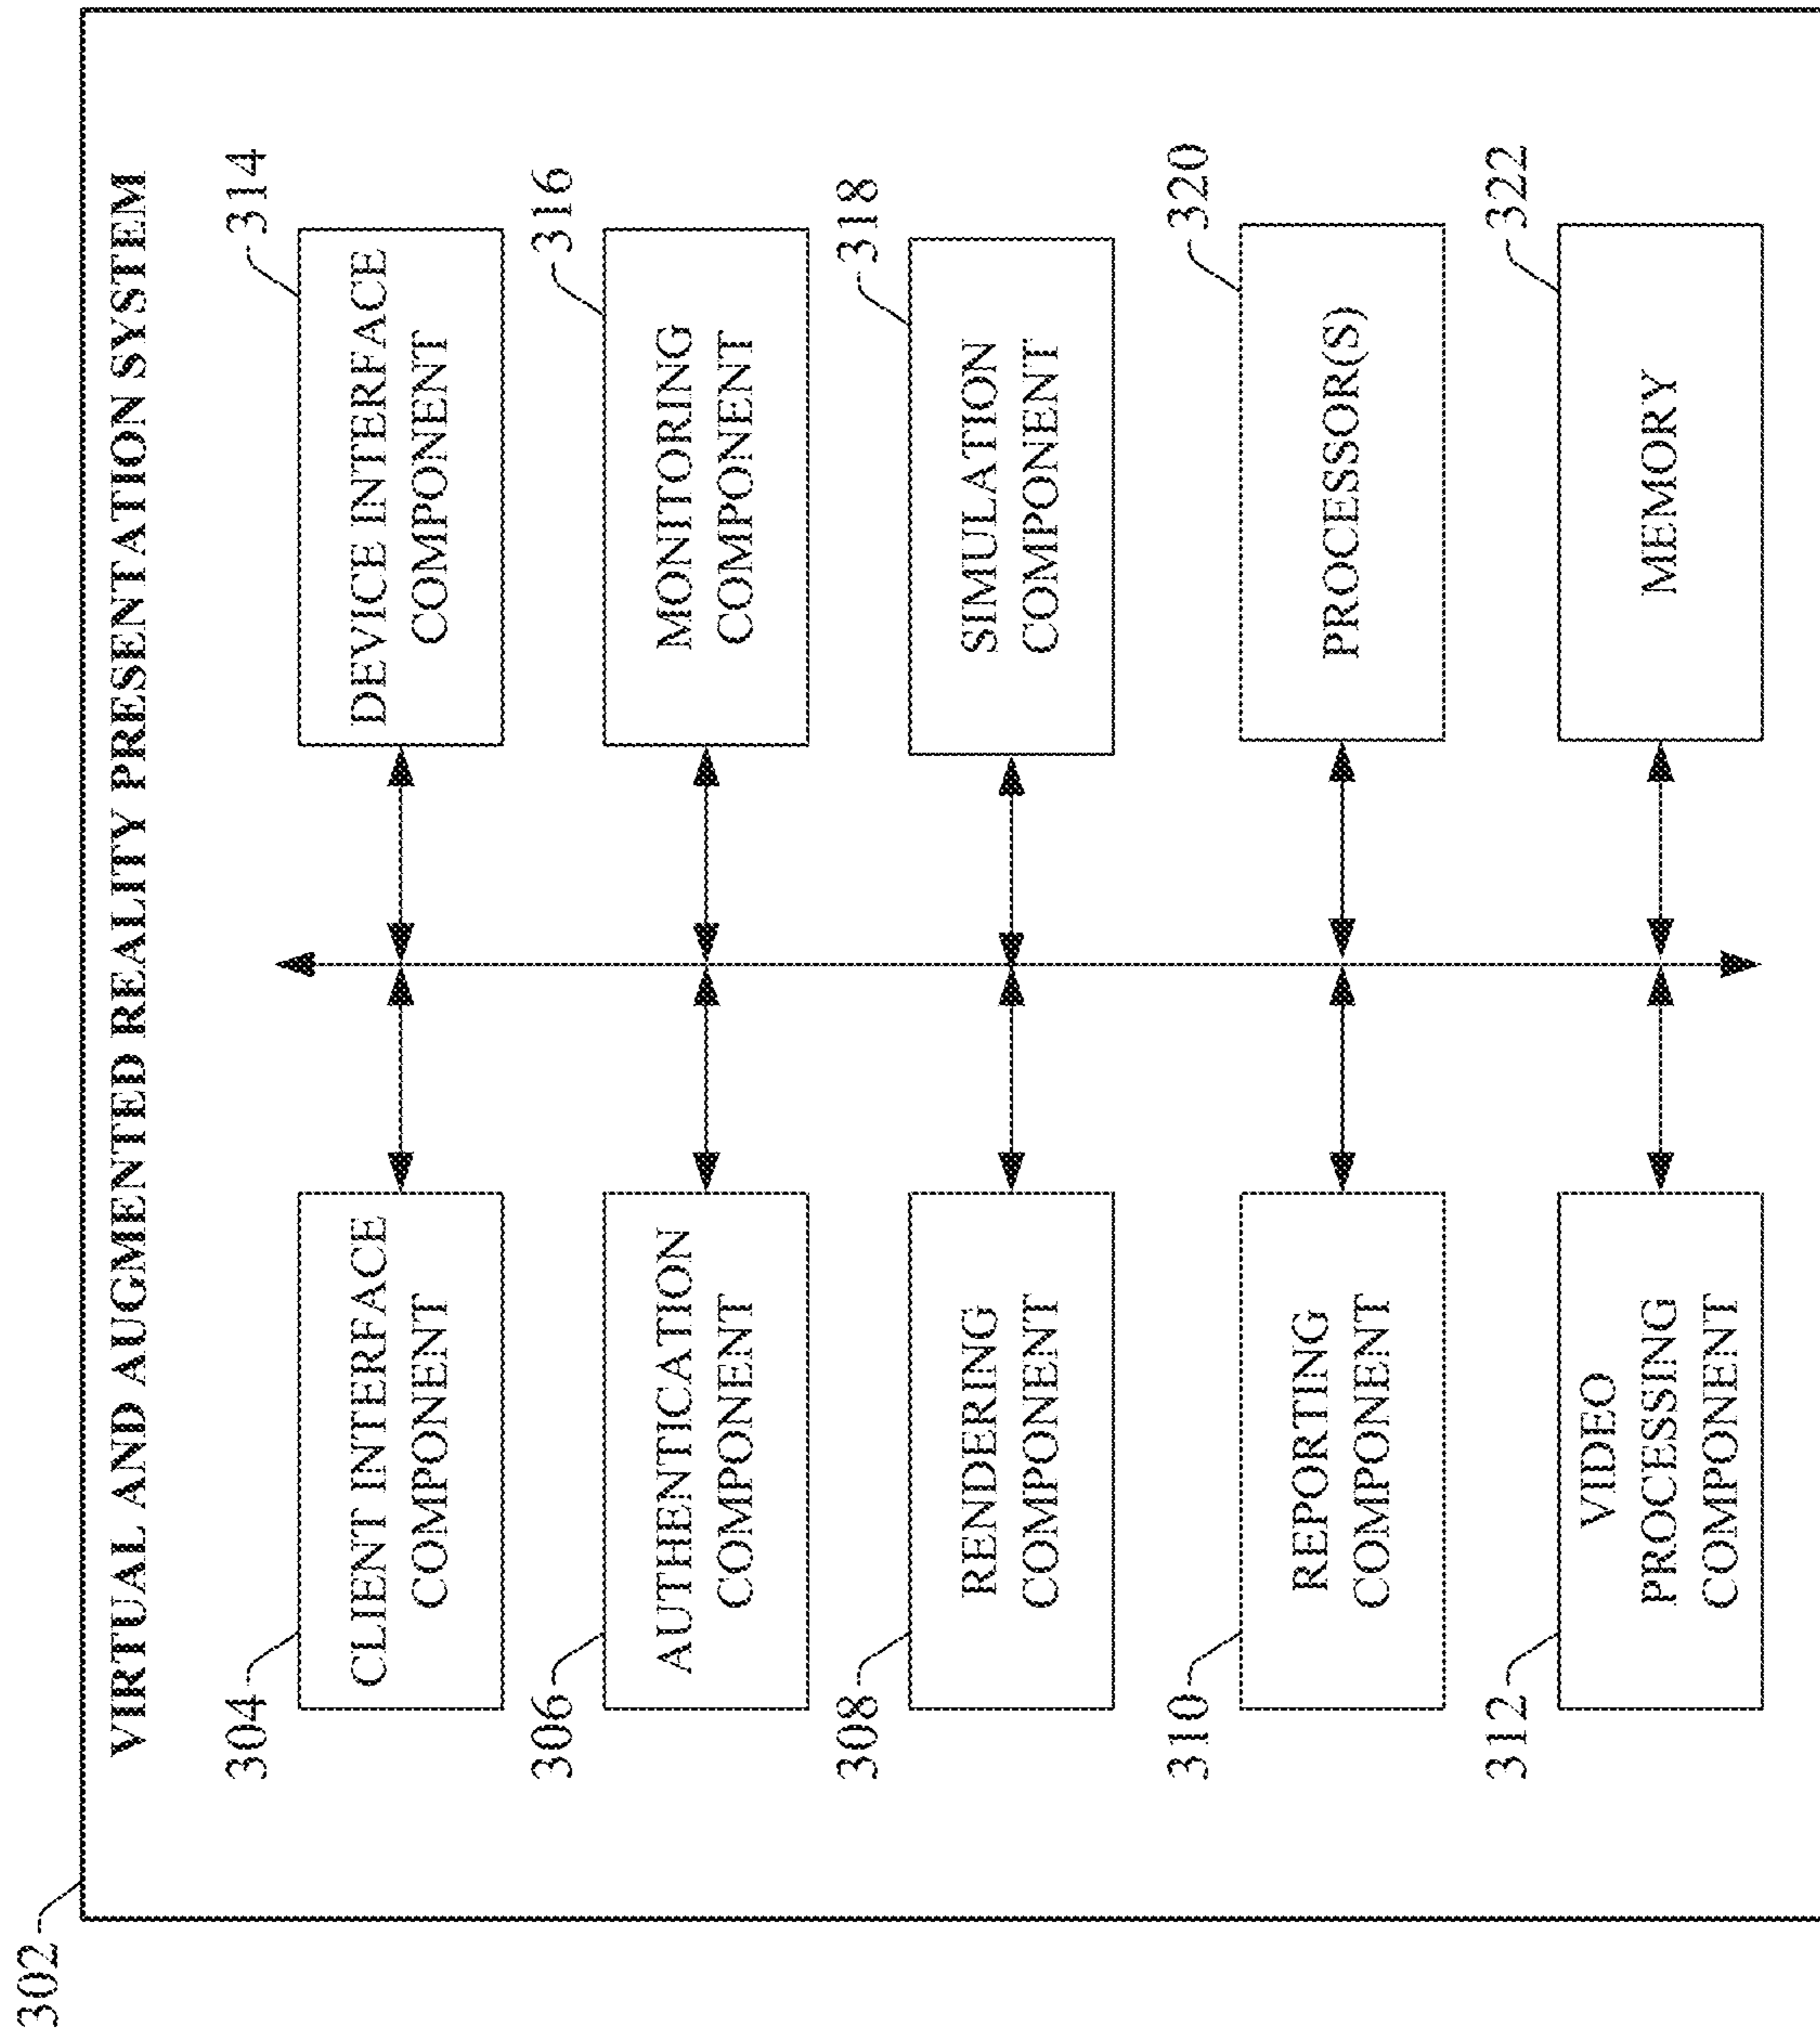 302
VIRTUAL AND AUGMENTED REALITY PRESENTATION SYSTEM
304
CLIENT INTERFACE
COMPONENT
306
AUTHENTICATION
COMPONENT
308
RENDERING
COMPONENT
310
REPORTING
COMPONENT
312
VIDEO
PROCESSING
COMPONENT
314
DEVICE INTERFACE
COMPONENT
316
MONITORING
COMPONENT
318
SIMULATION
COMPONENT
320
PROCESSOR(S)
322
MEMORY